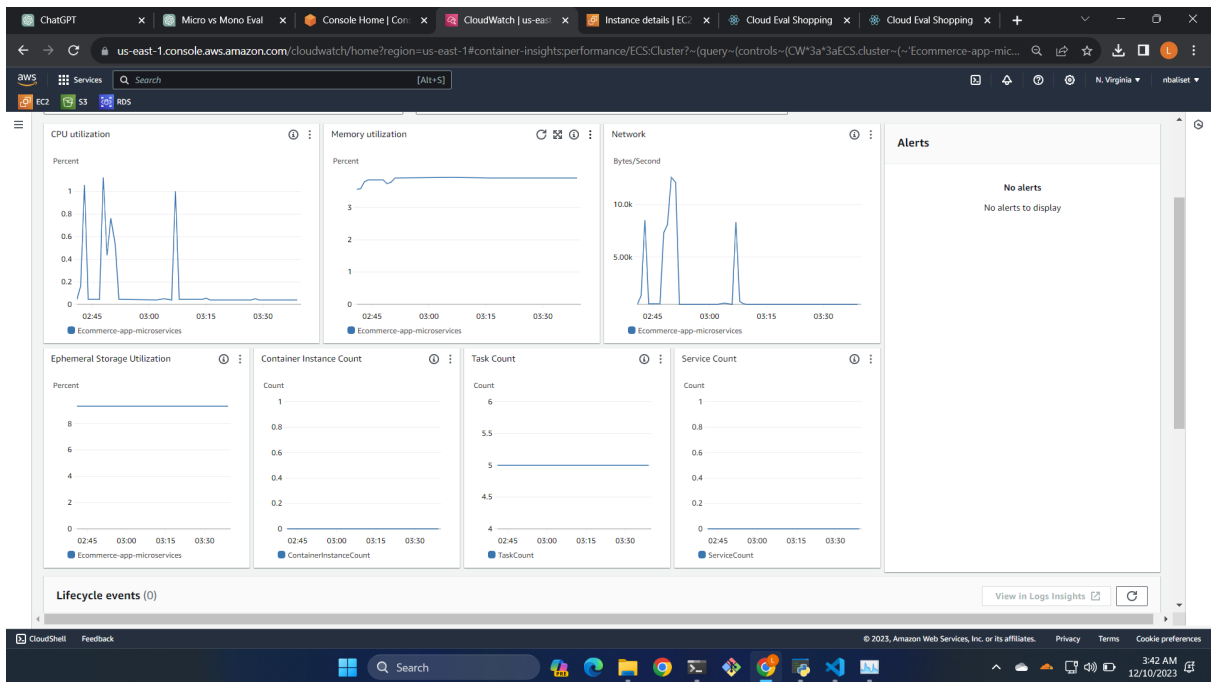 ChatGPT
Micro vs Mono Eval
Console Home | Con
CloudWatch | us-east
Instance details | EC2
Cloud Eval Shopping
Cloud Eval Shopping
us-east-1.console.aws.amazon.com/cloudwatch/home?region=us-east-1#container-insights:performance/ECS:Cluster?~(query~(controls~(CW*3a*3aECS.cluster~(~'Ecommerce-app-mic...
L
aws
Services
Search
[Alt+S]
N. Virginia
nbaliset
EC2
S3
RDS
CPU utilization
Percent
1
0.8
0.6
0.4
0.2
0
02:45 03:00 03:15 03:30
Ecommerce-app-microservices
Memory utilization
Percent
3
2
1
0
02:45 03:00 03:15 03:30
Ecommerce-app-microservices
Network
Bytes/Second
10.0k
5.00k
02:45 03:00 03:15 03:30
Ecommerce-app-microservices
Alerts
No alerts
No alerts to display
Ephemeral Storage Utilization
Percent
8
6
4
2
0
02:45 03:00 03:15 03:30
Ecommerce-app-microservices
Container Instance Count
Count
1
0.8
0.6
0.4
0.2
0
02:45 03:00 03:15 03:30
ContainerInstanceCount
Task Count
Count
6
5.5
5
4.5
4
02:45 03:00 03:15 03:30
TaskCount
Service Count
Count
1
0.8
0.6
0.4
0.2
0
02:45 03:00 03:15 03:30
ServiceCount
Lifecycle events (0)
View in Logs Insights
CloudShell
Feedback
© 2023, Amazon Web Services, Inc. or its affiliates.
Privacy
Terms
Cookie preferences
Search
PRE
3:42 AM
12/10/2023